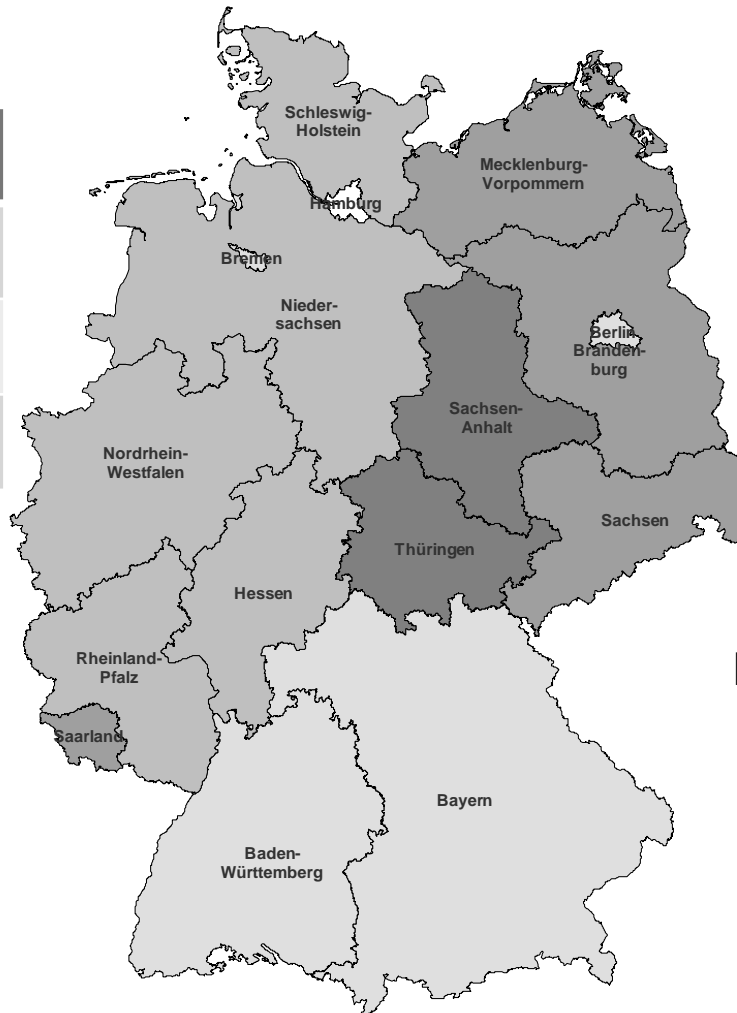 Schleswig-
Holstein
Mecklenburg-
Vorpommern
Hamburg
Bremen
Nieder-
sachsen
Berlin
Branden-
burg
Sachsen-
Anhalt
Nordrhein-
Westfalen
Sachsen
Thüringen
Hessen
Rheinland-
Pfalz
Saarland
Bayern
Baden-
Württemberg